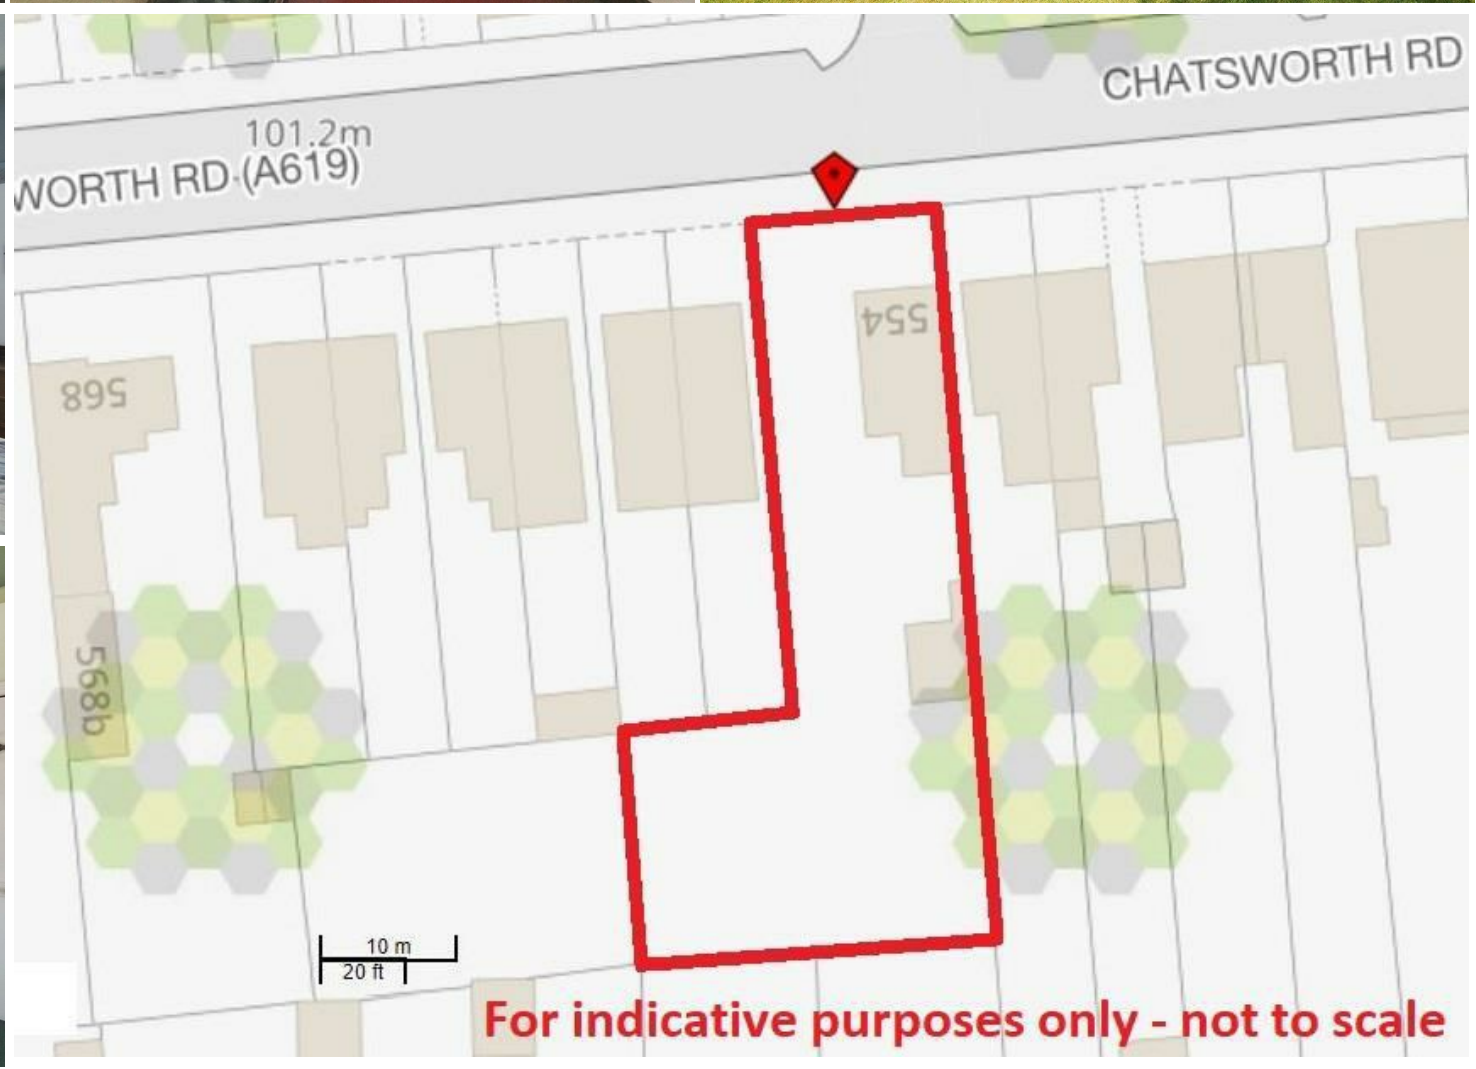 CHATSWORTH RD
101.2m
WORTH RD (A619)
554
568
568b
10 m
20 ft
For indicative purposes only - not to scale